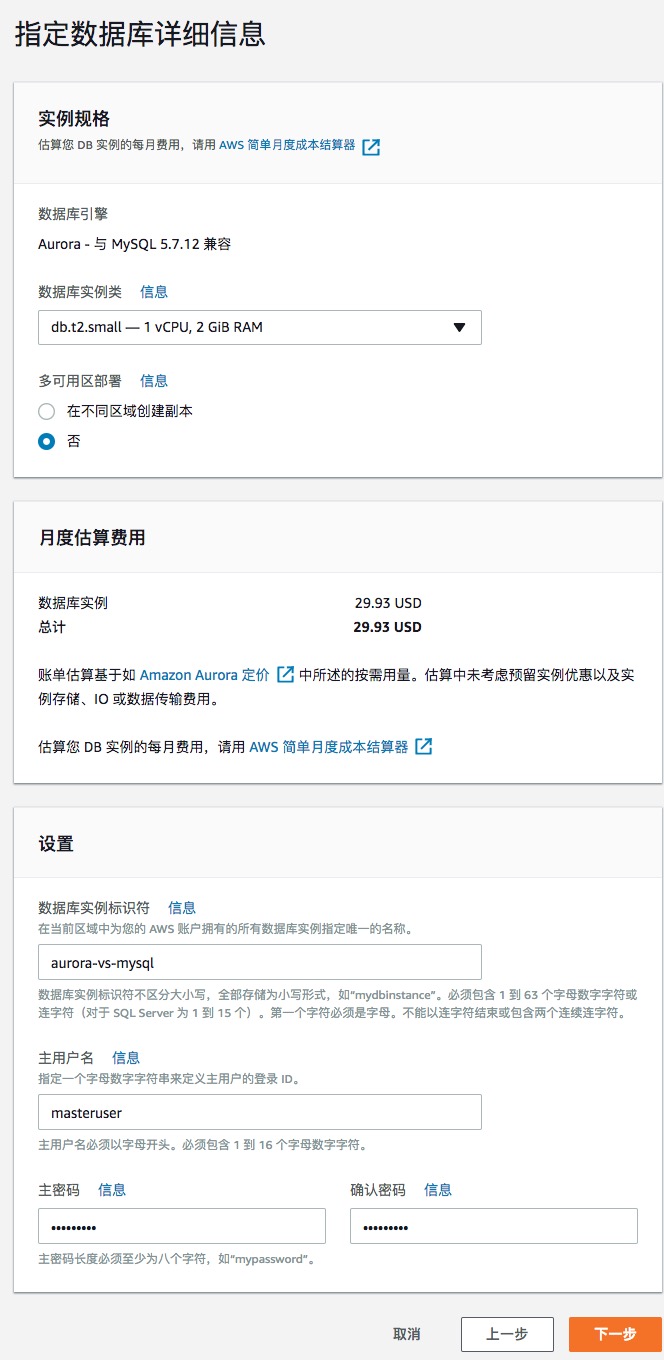 指定数据库详细信息
实例规格
估算您 DB 实例的每月费用，请用 AWS 简单月度成本结算器
数据库引擎
Aurora - 与 MySQL 5.7.12 兼容
数据库实例类 信息
db.t2.small — 1 vCPU, 2 GiB RAM
多可用区部署 信息
在不同区域创建副本
否
月度估算费用
数据库实例 29.93 USD
总计 29.93 USD
账单估算基于如 Amazon Aurora 定价 中所述的按需用量。估算中未考虑预留实例优惠以及实
例存储、IO 或数据传输费用。
估算您 DB 实例的每月费用，请用 AWS 简单月度成本结算器
设置
数据库实例标识符 信息
在当前区域中为您的 AWS 账户拥有的所有数据库实例指定唯一的名称。
aurora-vs-mysql
数据库实例标识符不区分大小写，全部存储为小写形式，如“mydbinstance”。必须包含 1 到 63 个字母数字字符或
连字符（对于 SQL Server 为 1 到 15 个）。第一个字符必须是字母。不能以连字符结束或包含两个连续连字符。
主用户名 信息
指定一个字母数字字符串来定义主用户的登录 ID。
masteruser
主用户名必须以字母开头。必须包含 1 到 16 个字母数字字符。
主密码 信息 确认密码 信息
••••••••• •••••••••
主密码长度必须至少为八个字符，如“mypassword”。
取消 上一步 下一步